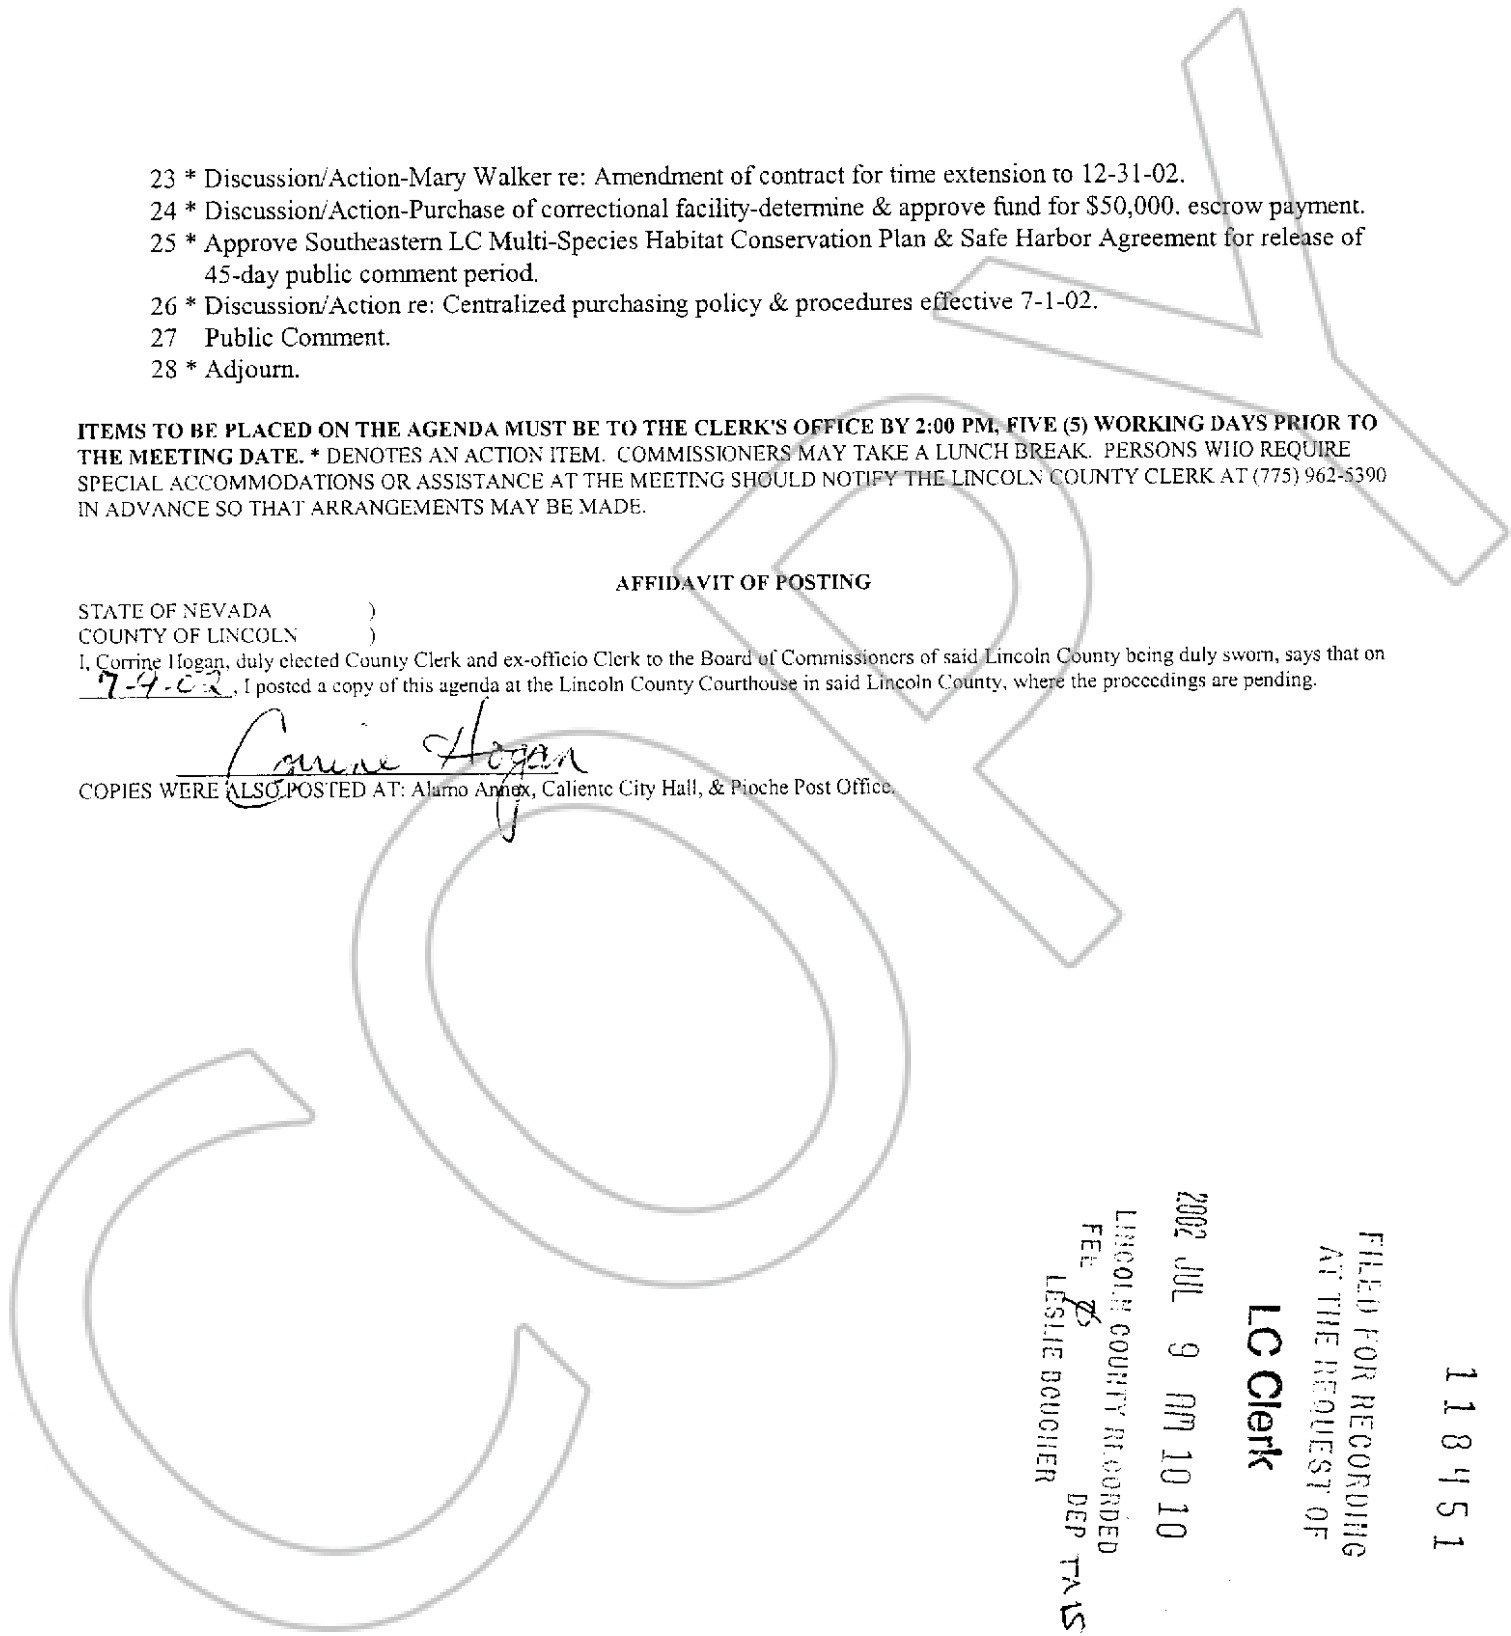 23 * Discussion/Action-Mary Walker re: Amendment of contract for time extension to 12-31-02.
24 * Discussion/Action-Purchase of correctional facility-determine & approve fund for $50,000. escrow payment.
25 * Approve Southeastern LC Multi-Species Habitat Conservation Plan & Safe Harbor Agreement for release of
45-day public comment period.
26 * Discussion/Action re: Centralized purchasing policy & procedures effective 7-1-02.
27 Public Comment.
28 * Adjourn.
ITEMS TO BE PLACED ON THE AGENDA MUST BE TO THE CLERK'S OFFICE BY 2:00 PM, FIVE (5) WORKING DAYS PRIOR TO
THE MEETING DATE. * DENOTES AN ACTION ITEM. COMMISSIONERS MAY TAKE A LUNCH BREAK. PERSONS WHO REQUIRE
SPECIAL ACCOMMODATIONS OR ASSISTANCE AT THE MEETING SHOULD NOTIFY THE LINCOLN COUNTY CLERK AT (775) 962-5390
IN ADVANCE SO THAT ARRANGEMENTS MAY BE MADE.
AFFIDAVIT OF POSTING
STATE OF NEVADA )
COUNTY OF LINCOLN )
I, Corrine Hogan, duly elected County Clerk and ex-officio Clerk to the Board of Commissioners of said Lincoln County being duly sworn, says that on
7-9-02, I posted a copy of this agenda at the Lincoln County Courthouse in said Lincoln County, where the proceedings are pending.
Corrine Hogan
COPIES WERE ALSO POSTED AT: Alamo Annex, Caliente City Hall, & Pioche Post Office.
COPY
118451
FILED FOR RECORDING
AT THE REQUEST OF
LC Clerk
2002 JUL 9 AM 10 10
LINCOLN COUNTY RECORDED
FEE DEP
LESLIE BOUCHER